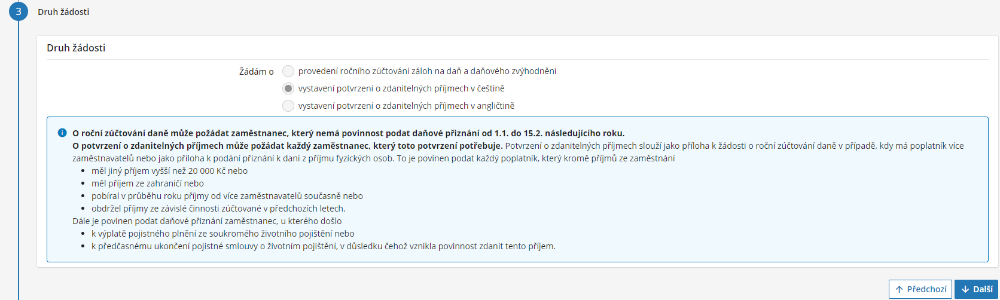 3 Druh žádosti
Druh žádosti
Žádám o provedení ročního zúčtování záloh na daň a daňového zvýhodnění
vystavení potvrzení o zdanitelných příjmech v češtině
vystavení potvrzení o zdanitelných příjmech v angličtině
O roční zúčtování daně může požádat zaměstnanec, který nemá povinnost podat daňové přiznání od 1.1. do 15.2. následujícího roku.
O potvrzení o zdanitelných příjmech může požádat každý zaměstnanec, který toto potvrzení potřebuje. Potvrzení o zdanitelných příjmech slouží jako příloha k žádosti o roční zúčtování daně v případě, kdy má poplatník více
zaměstnavatelů nebo jako příloha k podání přiznání k dani z příjmu fyzických osob. To je povinen podat každý poplatník, který kromě příjmů ze zaměstnání
• měl jiný příjem vyšší než 20 000 Kč nebo
• měl příjem ze zahraničí nebo
• pobíral v průběhu roku příjmy od více zaměstnavatelů současně nebo
• obdržel příjmy ze závislé činnosti zúčtované v předchozích letech.
Dále je povinen podat daňové přiznání zaměstnanec, u kterého došlo
• k výplatě pojistného plnění ze soukromého životního pojištění nebo
• k předčasnému ukončení pojistné smlouvy o životním pojištění, v důsledku čehož vznikla povinnost zdanit tento příjem.
Předchozí Další